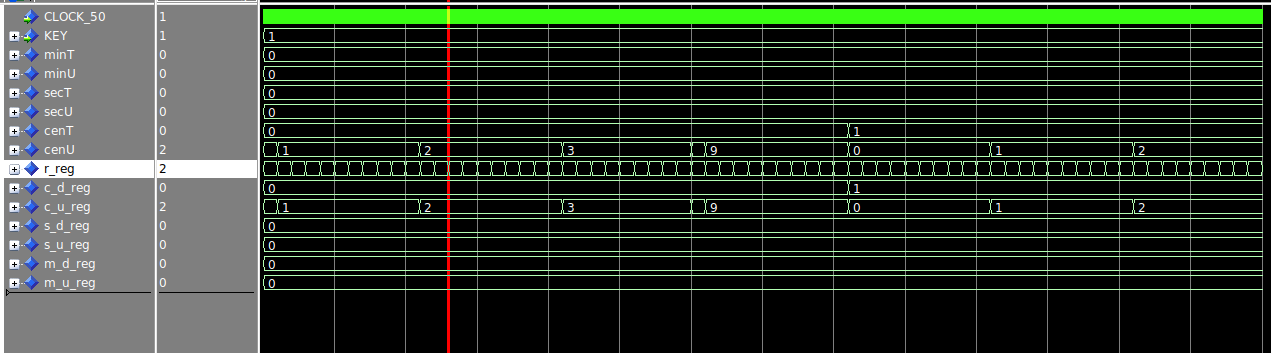 CLOCK_50 1
KEY 1 1
minT 0 0
minU 0 0
secT 0 0
secU 0 0
cenT 0 0 1
cenU 2 1 2 3 9 0 1 2
r_reg 2
c_d_reg 0 0 1
c_u_reg 2 1 2 3 9 0 1 2
s_d_reg 0 0
s_u_reg 0 0
m_d_reg 0 0
m_u_reg 0 0